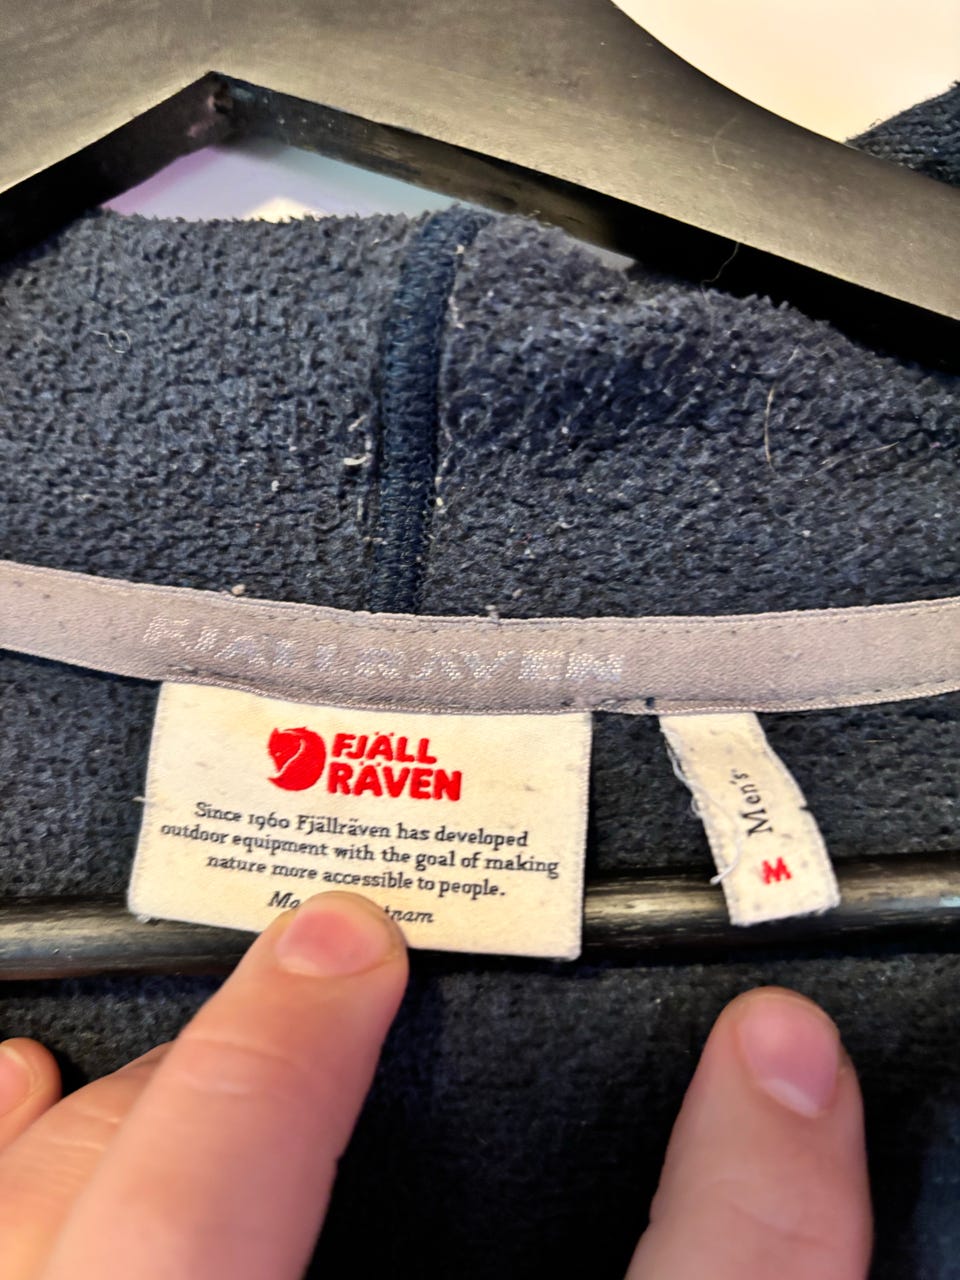 FJÄLLRÄVEN
FJÄLL
RÄVEN
Since 1960 Fjällräven has developed
outdoor equipment with the goal of making
nature more accessible to people.
Men's
M